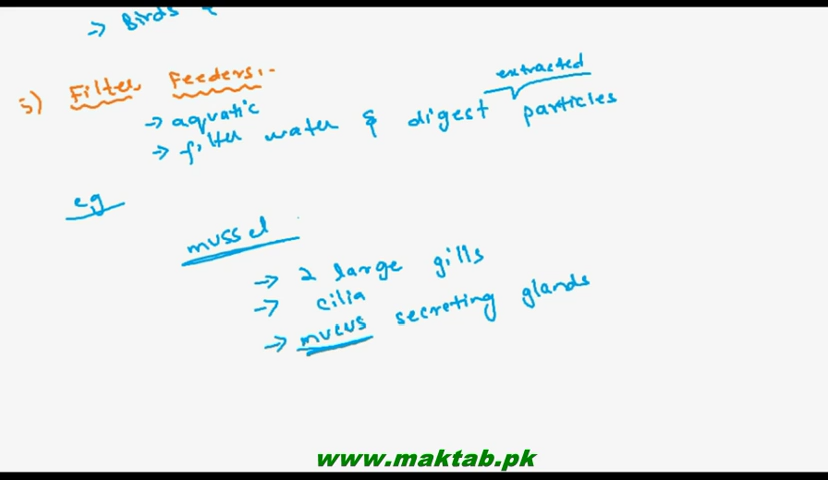 → Birds
5) Filter Feeders:-
→ aquatic
extracted
→ filter water & digest particles
eg
mussel
→ 2 large gills
→ cilia
→ mucus secreting glands
www.maktab.pk